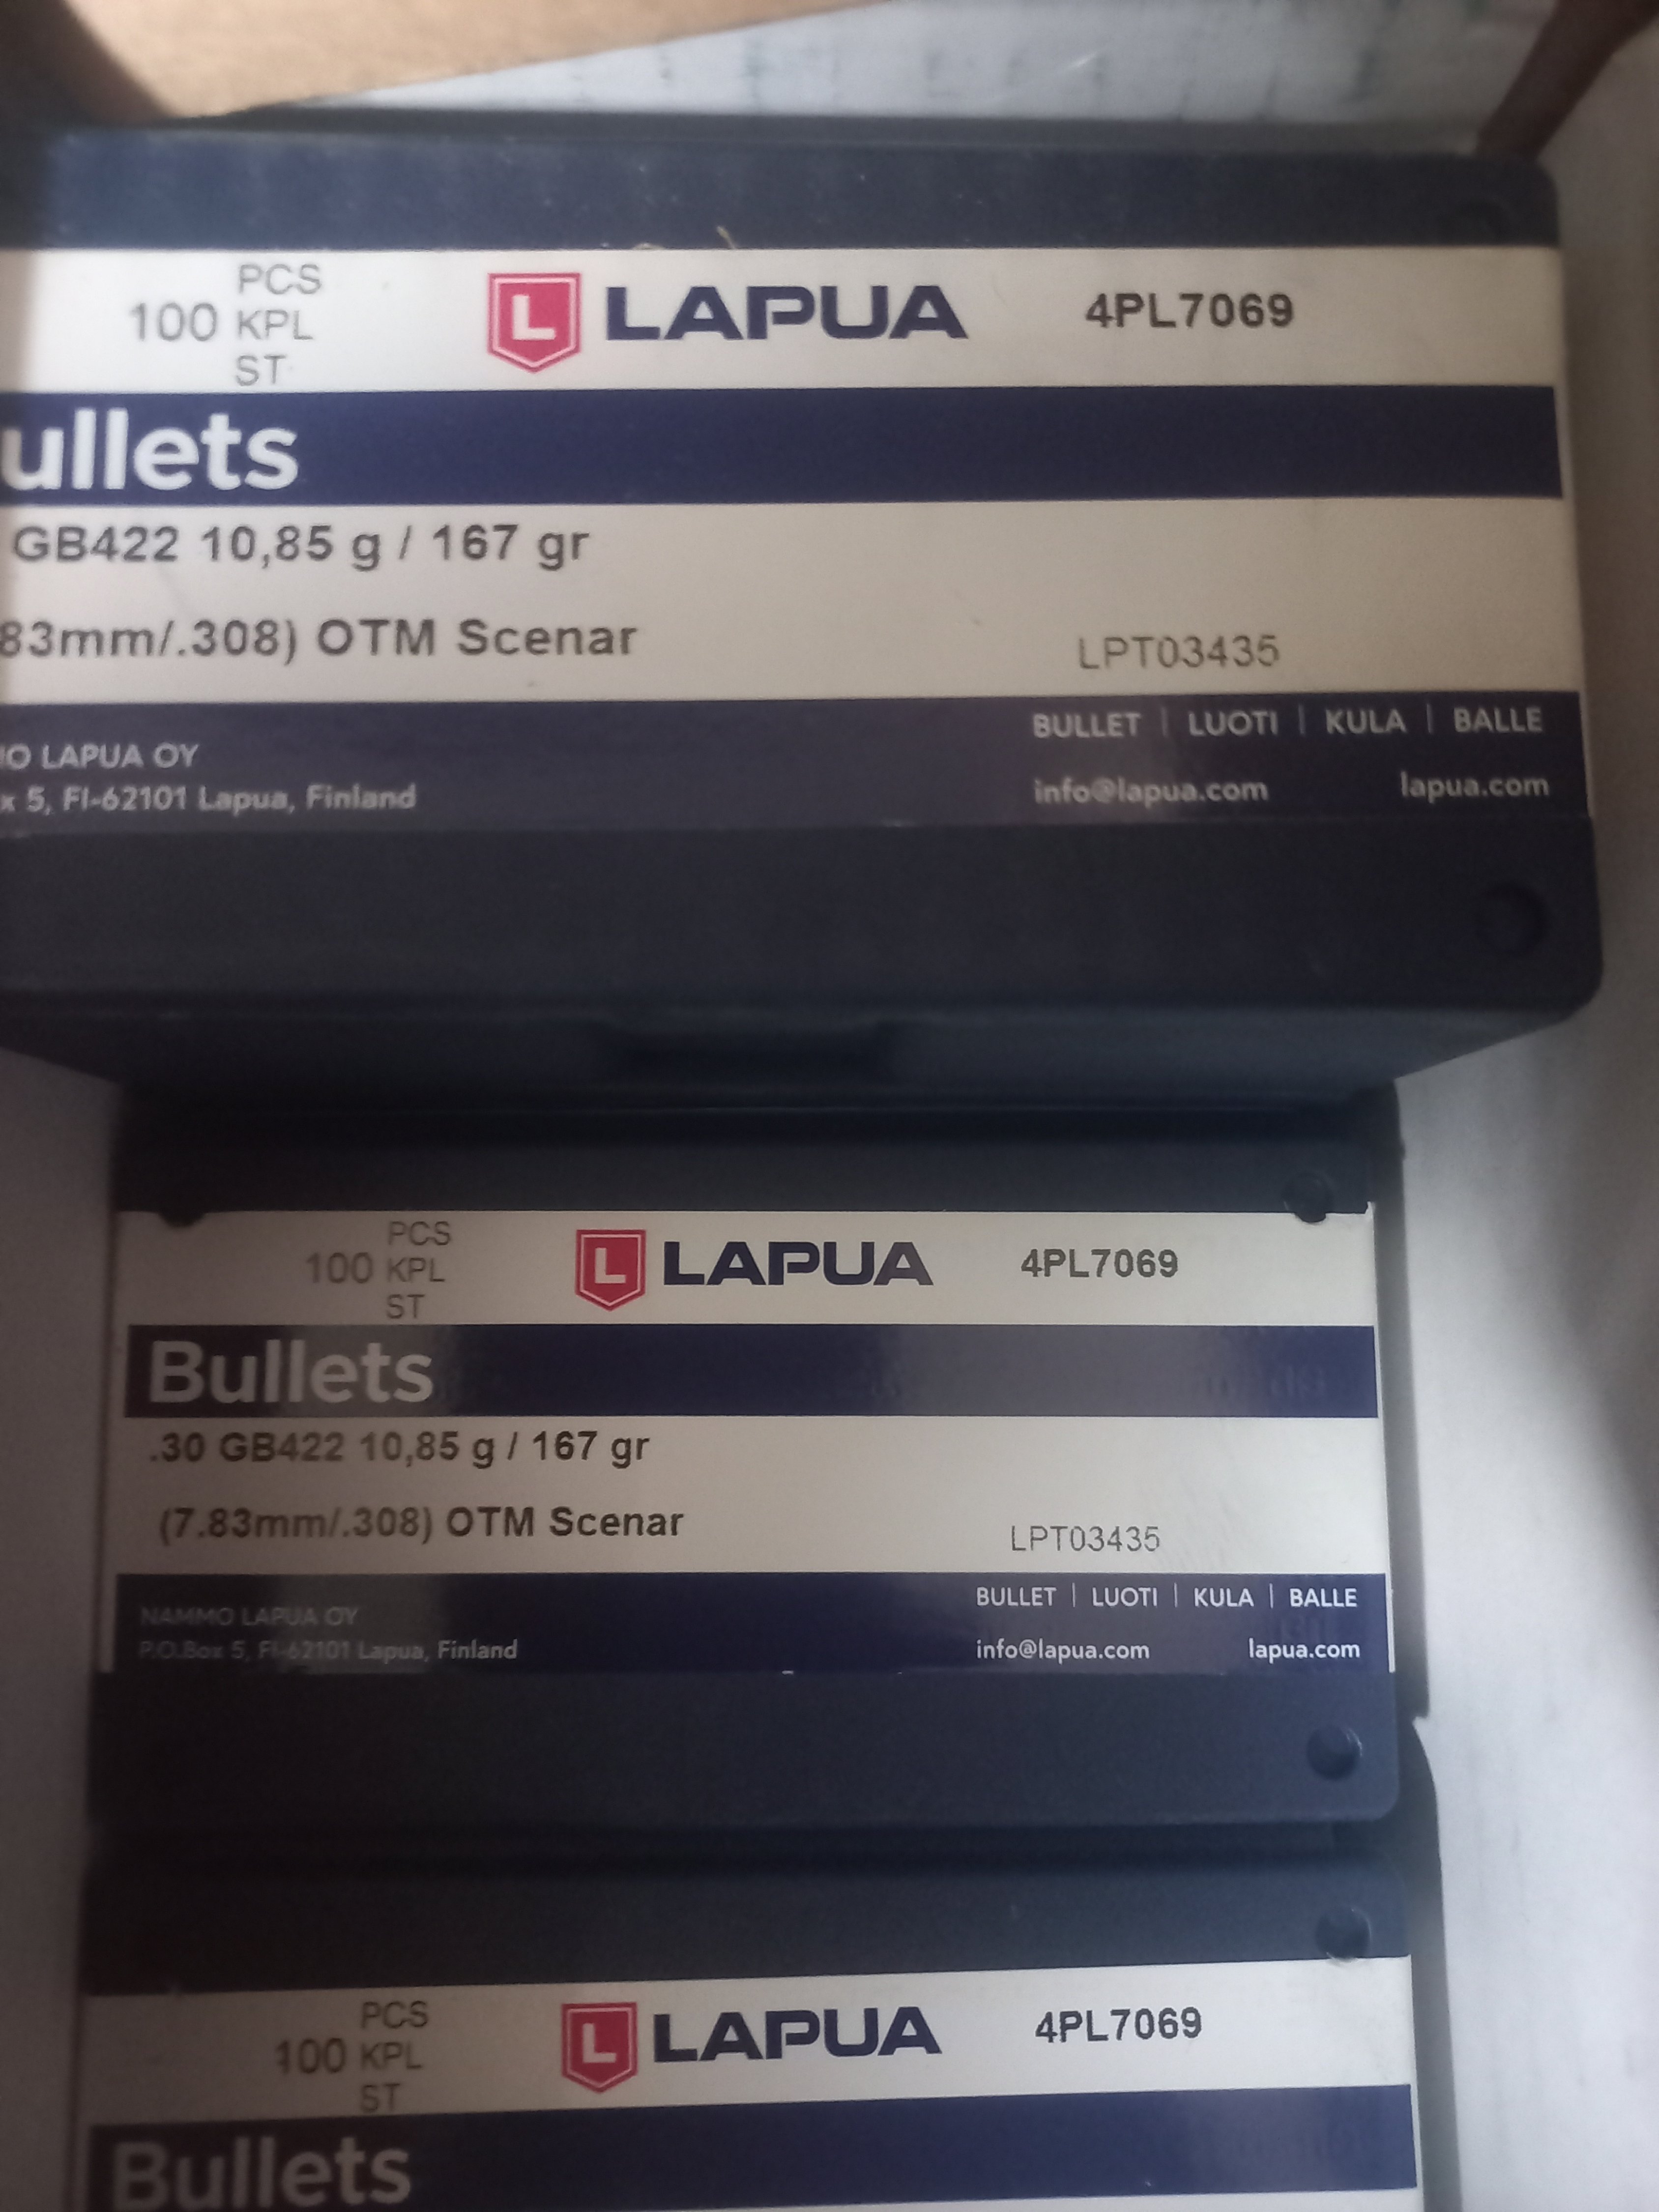 100 PCS KPL ST LAPUA 4PL7069
ullets
GB422 10,85 g / 167 gr
83mm/.308) OTM Scenar LPT03435
BULLET | LUOTI | KULA | BALLE
O LAPUA OY
x 5, FI-62101 Lapua, Finland info@lapua.com lapua.com
100 PCS KPL ST LAPUA 4PL7069
Bullets
.30 GB422 10,85 g / 167 gr
(7.83mm/.308) OTM Scenar LPT03435
BULLET | LUOTI | KULA | BALLE
NAMMO LAPUA OY
P.O.Box 5, FI-62101 Lapua, Finland info@lapua.com lapua.com
100 PCS KPL ST LAPUA 4PL7069
Bullets